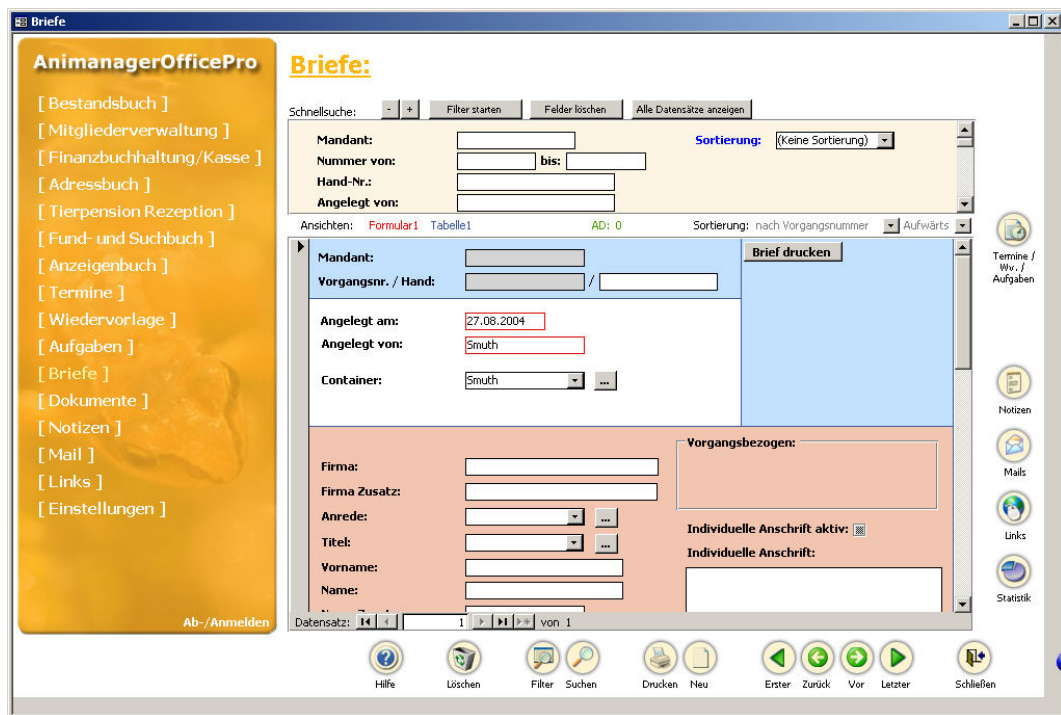 Briefe
AnimanagerOfficePro
[ Bestandsbuch ]
[ Mitgliederverwaltung ]
[ Finanzbuchhaltung/Kasse ]
[ Adressbuch ]
[ Tierpension Rezeption ]
[ Fund- und Suchbuch ]
[ Anzeigenbuch ]
[ Termine ]
[ Wiedervorlage ]
[ Aufgaben ]
[ Briefe ]
[ Dokumente ]
[ Notizen ]
[ Mail ]
[ Links ]
[ Einstellungen ]
Ab-/Anmelden
Briefe:
Schnellsuche: - + Filter starten Felder löschen Alle Datensätze anzeigen
Mandant: Sortierung: (Keine Sortierung)
Nummer von: bis:
Hand-Nr.:
Angelegt von:
Ansichten: Formular1 Tabelle1 AD: 0 Sortierung: nach Vorgangsnummer Aufwärts
Mandant: Brief drucken
Vorgangsnr. / Hand: /
Angelegt am: 27.08.2004
Angelegt von: Smuth
Container: Smuth ...
Vorgangsbezogen:
Firma:
Firma Zusatz:
Anrede: ...
Individuelle Anschrift aktiv:
Titel: ...
Individuelle Anschrift:
Vorname:
Name:
Datensatz: 1 von 1
Termine /
Wv. /
Aufgaben
Notizen
Mails
Links
Statistik
Hilfe Löschen Filter Suchen Drucken Neu Erster Zurück Vor Letzter Schließen